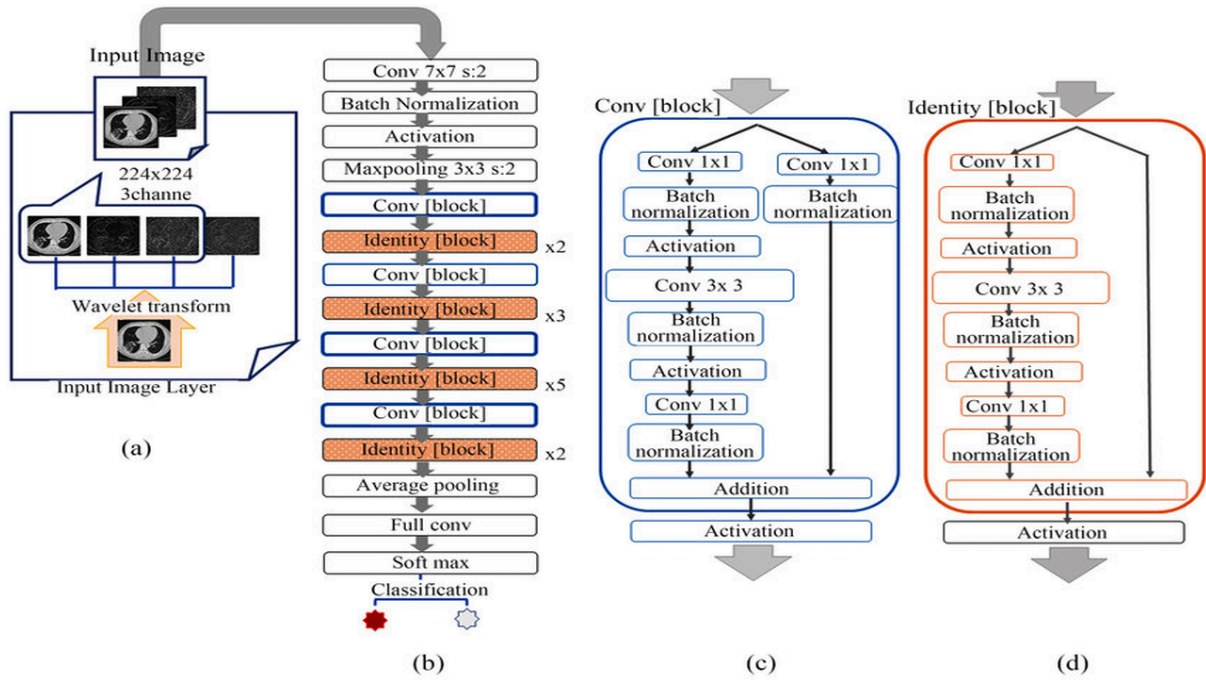 Input Image
224x224
3channe
Wavelet transform
Input Image Layer
(a)
Conv 7x7 s:2
Batch Normalization
Activation
Maxpooling 3x3 s:2
Conv [block]
Identity [block] x2
Conv [block]
Identity [block] x3
Conv [block]
Identity [block] x5
Conv [block]
Identity [block] x2
Average pooling
Full conv
Soft max
Classification
(b)
Conv [block]
Conv 1x1 Conv 1x1
Batch Batch
normalization normalization
Activation
Conv 3x 3
Batch
normalization
Activation
Conv 1x1
Batch
normalization
Addition
Activation
(c)
Identity [block]
Conv 1x1
Batch
normalization
Activation
Conv 3x 3
Batch
normalization
Activation
Conv 1x1
Batch
normalization
Addition
Activation
(d)